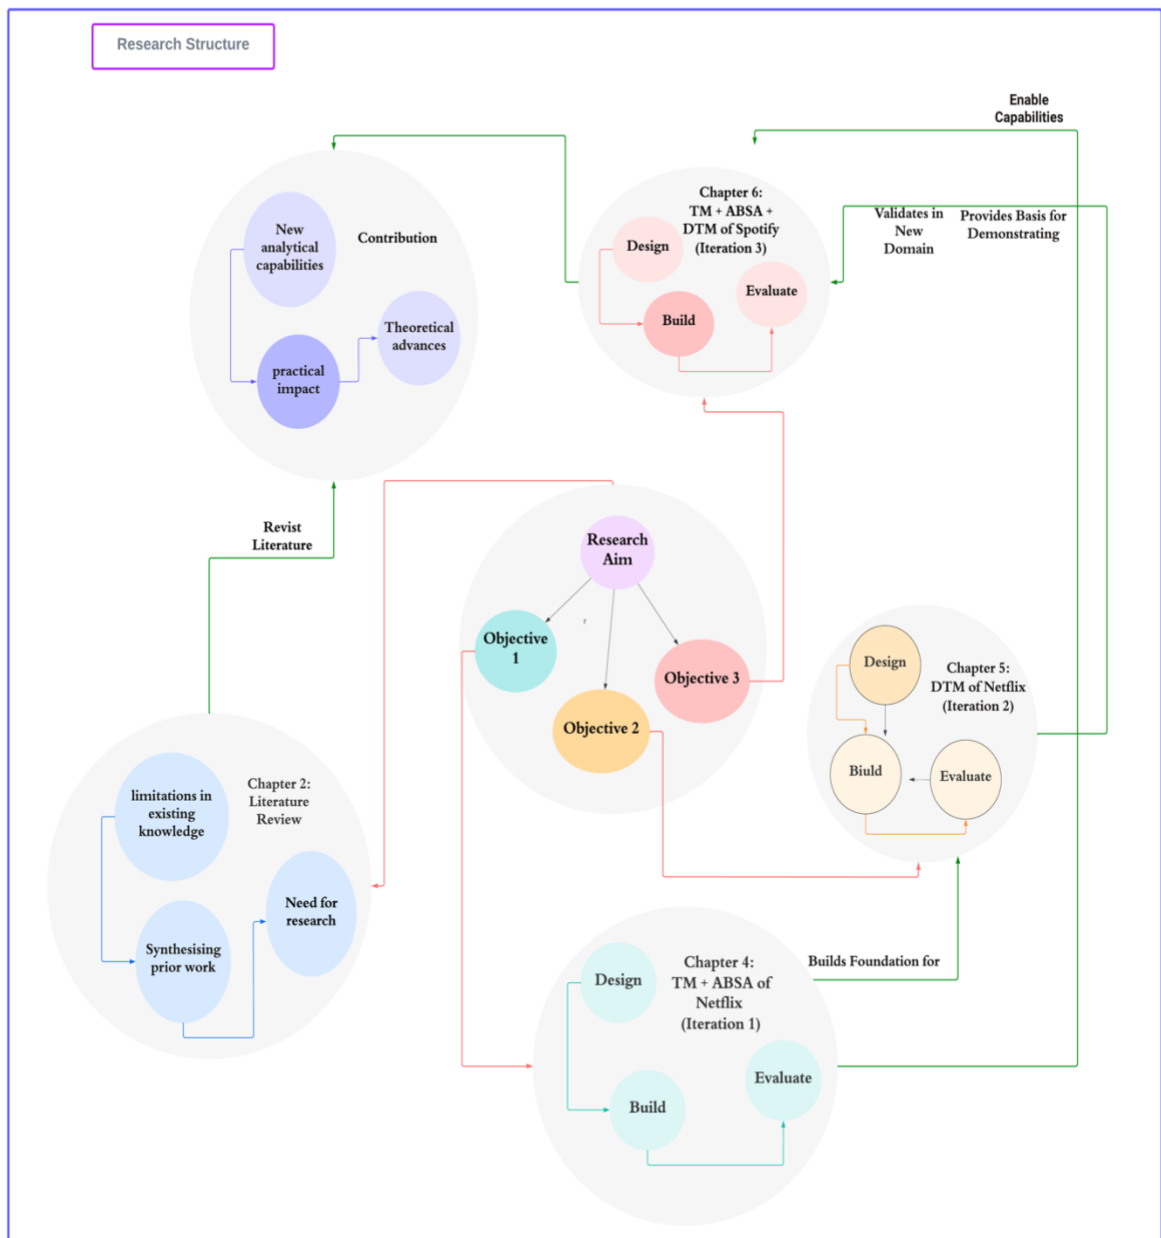 Research Structure
Enable
Capabilities
Chapter 6:
TM + ABSA +
DTM of Spotify
(Iteration 3)
Design
Build
Evaluate
Validates in
New
Domain
Provides Basis for
Demonstrating
New
analytical
capabilities
Contribution
Theoretical
advances
practical
impact
Revist
Literature
Research
Aim
Objective
1
Objective 2
Objective 3
r
Design
Chapter 5:
DTM of Netflix
(Iteration 2)
Biuld
Evaluate
limitations in
existing
knowledge
Chapter 2:
Literature
Review
Need for
research
Synthesising
prior work
Design
Chapter 4:
TM + ABSA of
Netflix
(Iteration 1)
Builds Foundation for
Build
Evaluate